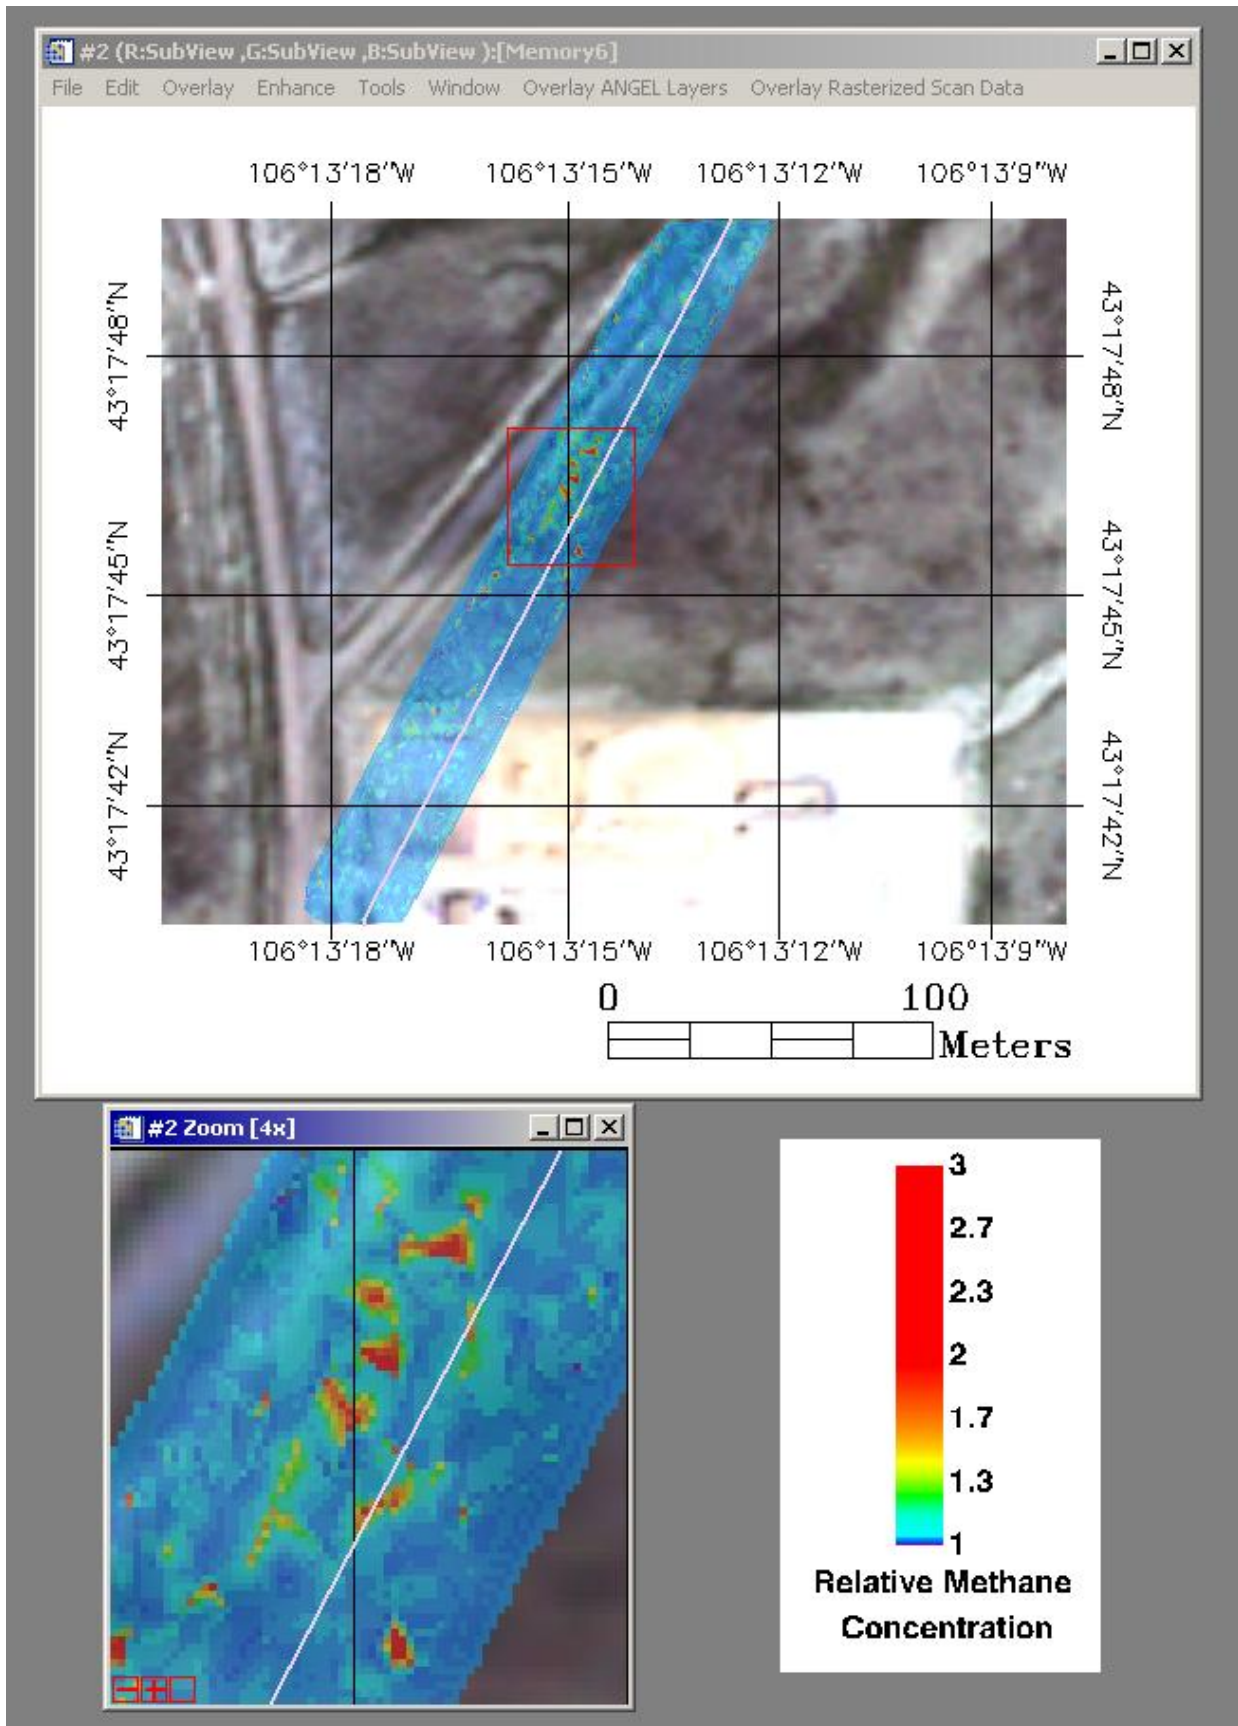 #2 (R:SubView ,G:SubView ,B:SubView ):[Memory6]
File Edit Overlay Enhance Tools Window Overlay ANGEL Layers Overlay Rasterized Scan Data
106°13'18"W 106°13'15"W 106°13'12"W 106°13'9"W
43°17'48"N 43°17'48"N
43°17'45"N 43°17'45"N
43°17'42"N 43°17'42"N
106°13'18"W 106°13'15"W 106°13'12"W 106°13'9"W
0 100
Meters
#2 Zoom [4x]
3
2.7
2.3
2
1.7
1.3
1
Relative Methane
Concentration